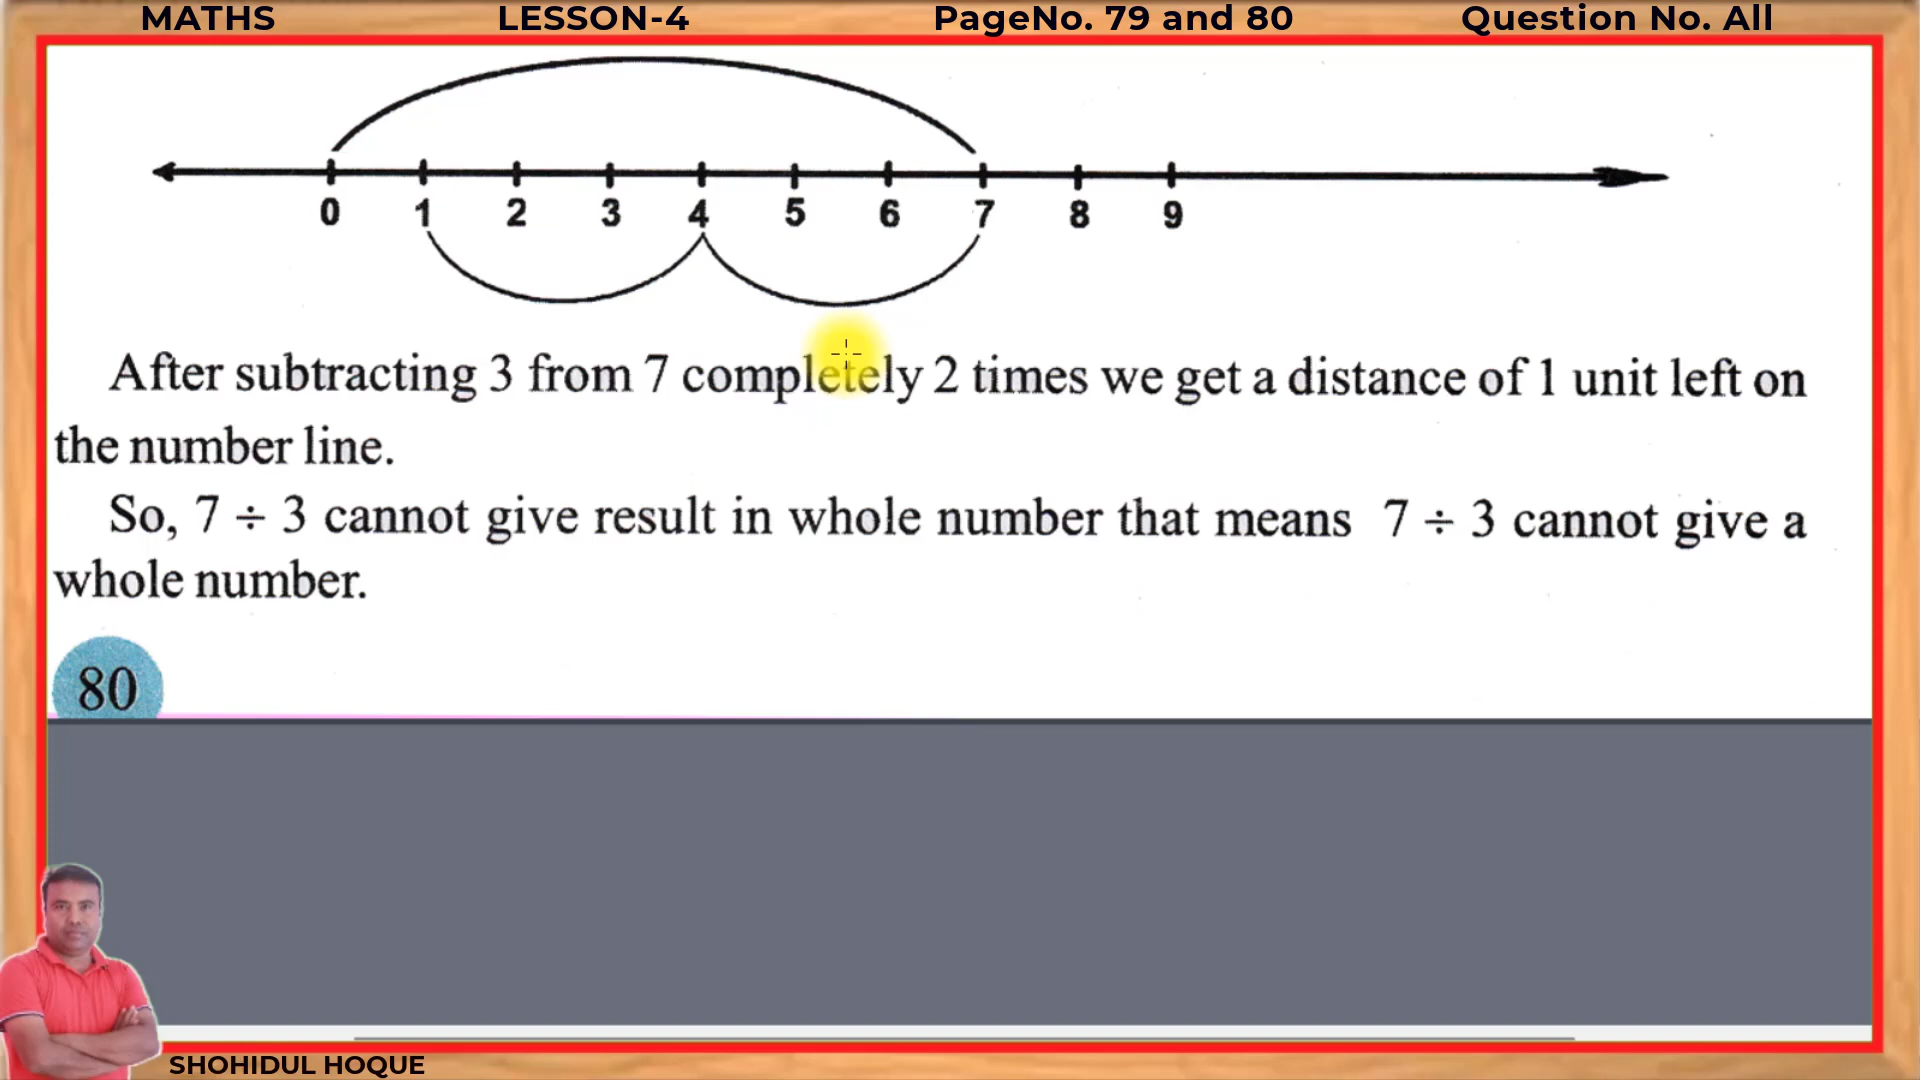 MATHS LESSON-4 PageNo. 79 and 80 Question No. All
0 1 2 3 4 5 6 7 8 9
After subtracting 3 from 7 completely 2 times we get a distance of 1 unit left on
the number line.
So, 7 ÷ 3 cannot give result in whole number that means 7 ÷ 3 cannot give a
whole number.
80
SHOHIDUL HOQUE